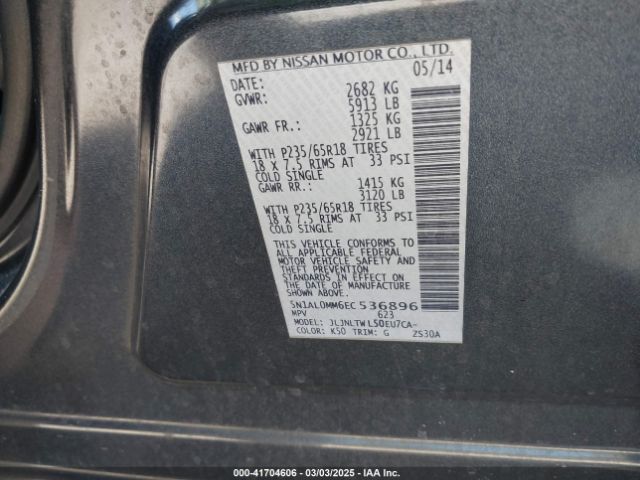 MFD BY NISSAN MOTOR CO., LTD.
DATE: 05/14
GVWR: 2682 KG
5913 LB
GAWR FR.: 1325 KG
2921 LB
WITH P235/65R18 TIRES
18 X 7.5 RIMS AT 33 PSI
COLD SINGLE
GAWR RR.: 1415 KG
3120 LB
WITH P235/65R18 TIRES
18 X 7.5 RIMS AT 33 PSI
COLD SINGLE
THIS VEHICLE CONFORMS TO
ALL APPLICABLE FEDERAL
MOTOR VEHICLE SAFETY AND
THEFT PREVENTION
STANDARDS IN EFFECT ON
THE DATE OF MANUFACTURE
SHOWN ABOVE.
5N1AL0MM6EC536896
MPV 623
MODEL: JLJNLTWL50EU7CA-
COLOR: K50 TRIM: G 2S30A
000-41704606 / 03/03/2025 - IAAI.COM